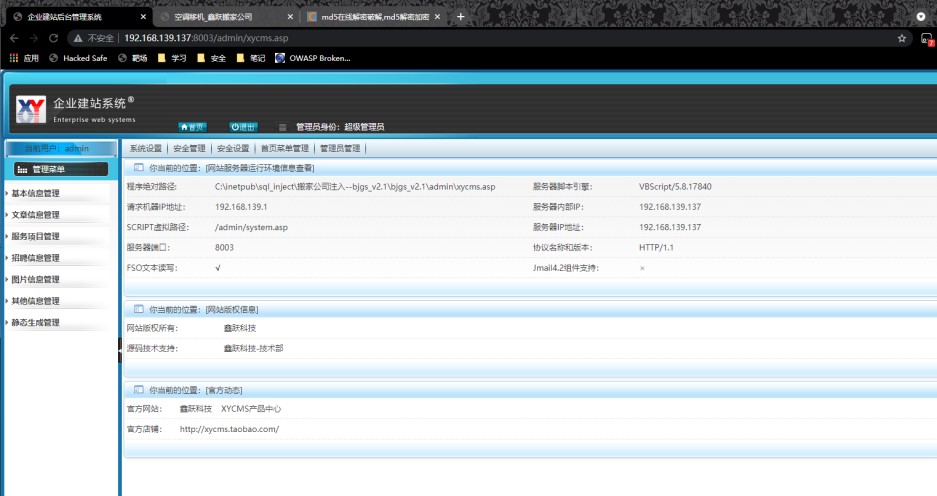 企业建站后台管理系统 × 空调移机_鑫跃搬家公司 × md5在线解密破解,md5解密加密 × +
不安全 | 192.168.139.137:8003/admin/xycms.asp
应用 Hacked Safe 靶场 学习 安全 笔记 OWASP Broken...
XY
企业建站系统®
Enterprise web systems
首页 退出 管理员身份: 超级管理员
当前用户: admin
系统设置 | 安全管理 | 安全设置 | 首页菜单管理 | 管理员管理 |
管理菜单
基本信息管理
文章信息管理
服务项目管理
招聘信息管理
图片信息管理
其他信息管理
静态生成管理
你当前的位置: [网站服务器运行环境信息查看]
程序绝对路径: C:\inetpub\sql_inject\搬家公司注入--bjgs_v2.1\bjgs_v2.1\admin\xycms.asp 服务器脚本引擎: VBScript/5.8.17840
请求机器IP地址: 192.168.139.1 服务器内部IP: 192.168.139.137
SCRIPT虚拟路径: /admin/system.asp 服务器IP地址: 192.168.139.137
服务器端口: 8003 协议名称和版本: HTTP/1.1
FSO文本读写: √ Jmail4.2组件支持: ×
你当前的位置: [网站版权信息]
网站版权所有: 鑫跃科技
源码技术支持: 鑫跃科技-技术部
你当前的位置: [官方动态]
官方网站: 鑫跃科技 XYCMS产品中心
官方店铺: http://xycms.taobao.com/